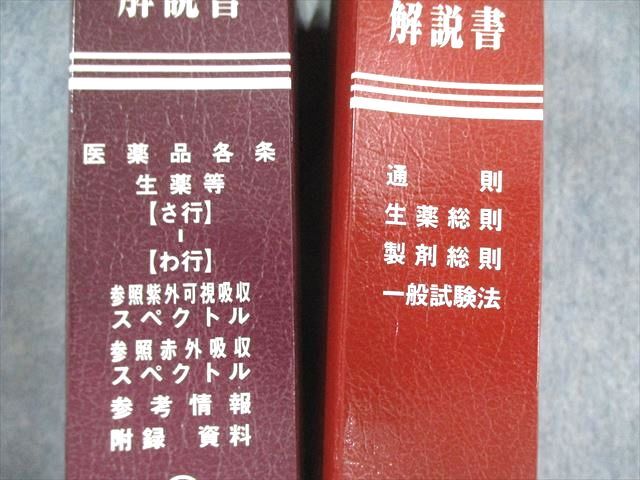 解説書
医薬品各条
生薬等
【さ行】
-
【わ行】
参照紫外可視吸収
スペクトル
参照赤外吸収
スペクトル
参考情報
附録 資料
解説書
通則
生薬総則
製剤総則
一般試験法